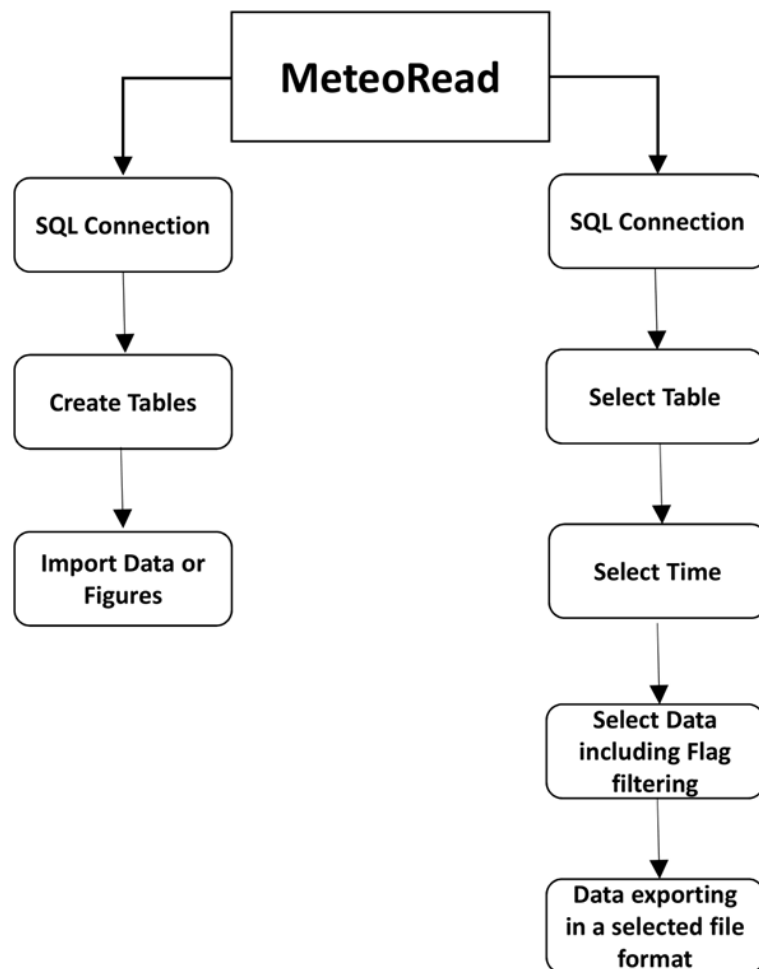 MeteoRead
SQL Connection
Create Tables
Import Data or
Figures
SQL Connection
Select Table
Select Time
Select Data
including Flag
filtering
Data exporting
in a selected file
format